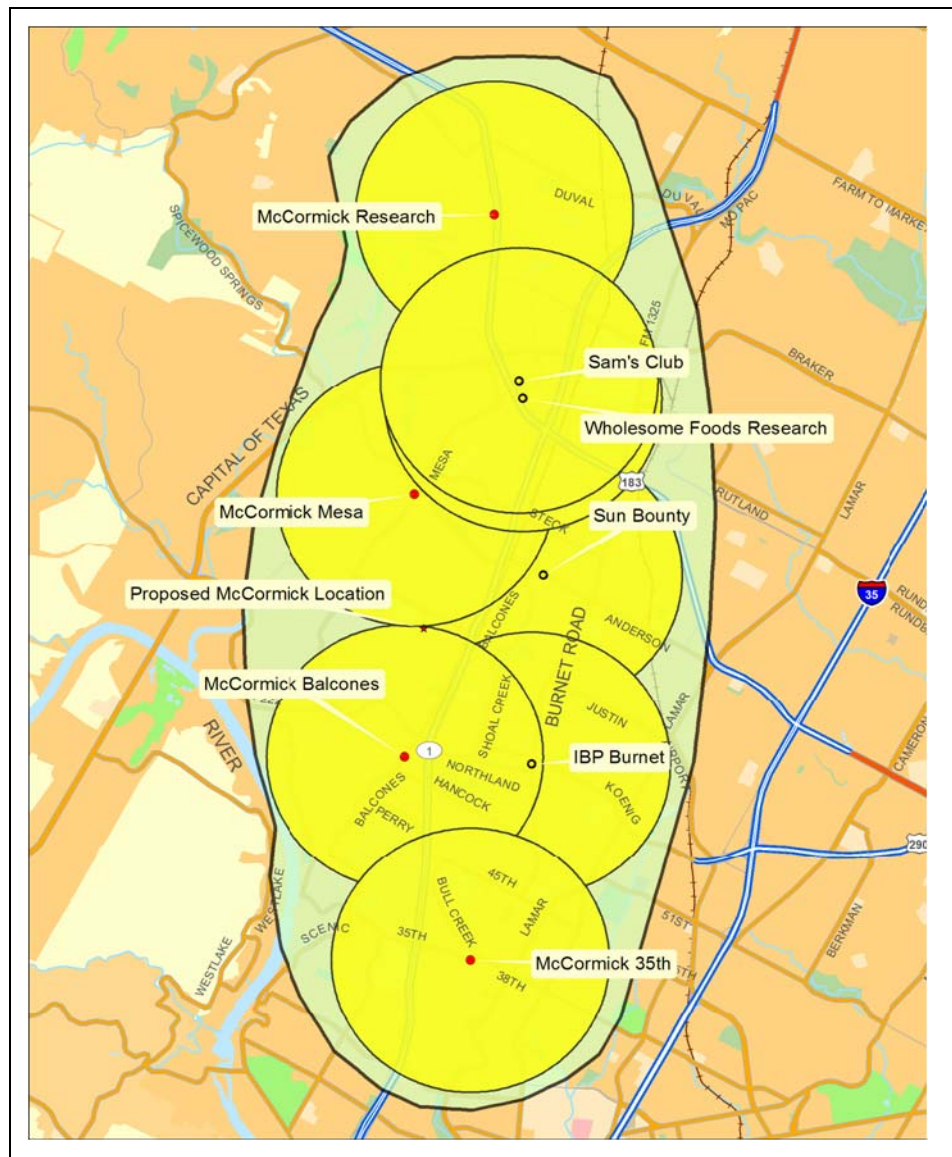 DUVAL
DUVAL
FARM TO MARKET
MO PAC
McCormick Research
SPICEWOOD SPRINGS
FM 1325
Sam's Club
BRAKER
Wholesome Foods Research
CAPITAL OF TEXAS
MESA
183
RUTLAND
LAMAR
McCormick Mesa
STECK
Sun Bounty
35
Proposed McCormick Location
BALCONES
ANDERSON
BURNET ROAD
McCormick Balcones
SHOAL CREEK
JUSTIN
LAMAR
RIVER
1
NORTHLAND
IBP Burnet
CAMERON
HANCOCK
BALCONES
PERRY
KOENIG
290
45TH
BULL CREEK
LAMAR
51ST
BERKMAN
WESTLAKE
SCENIC
35TH
WESTLAKE
38TH
McCormick 35th